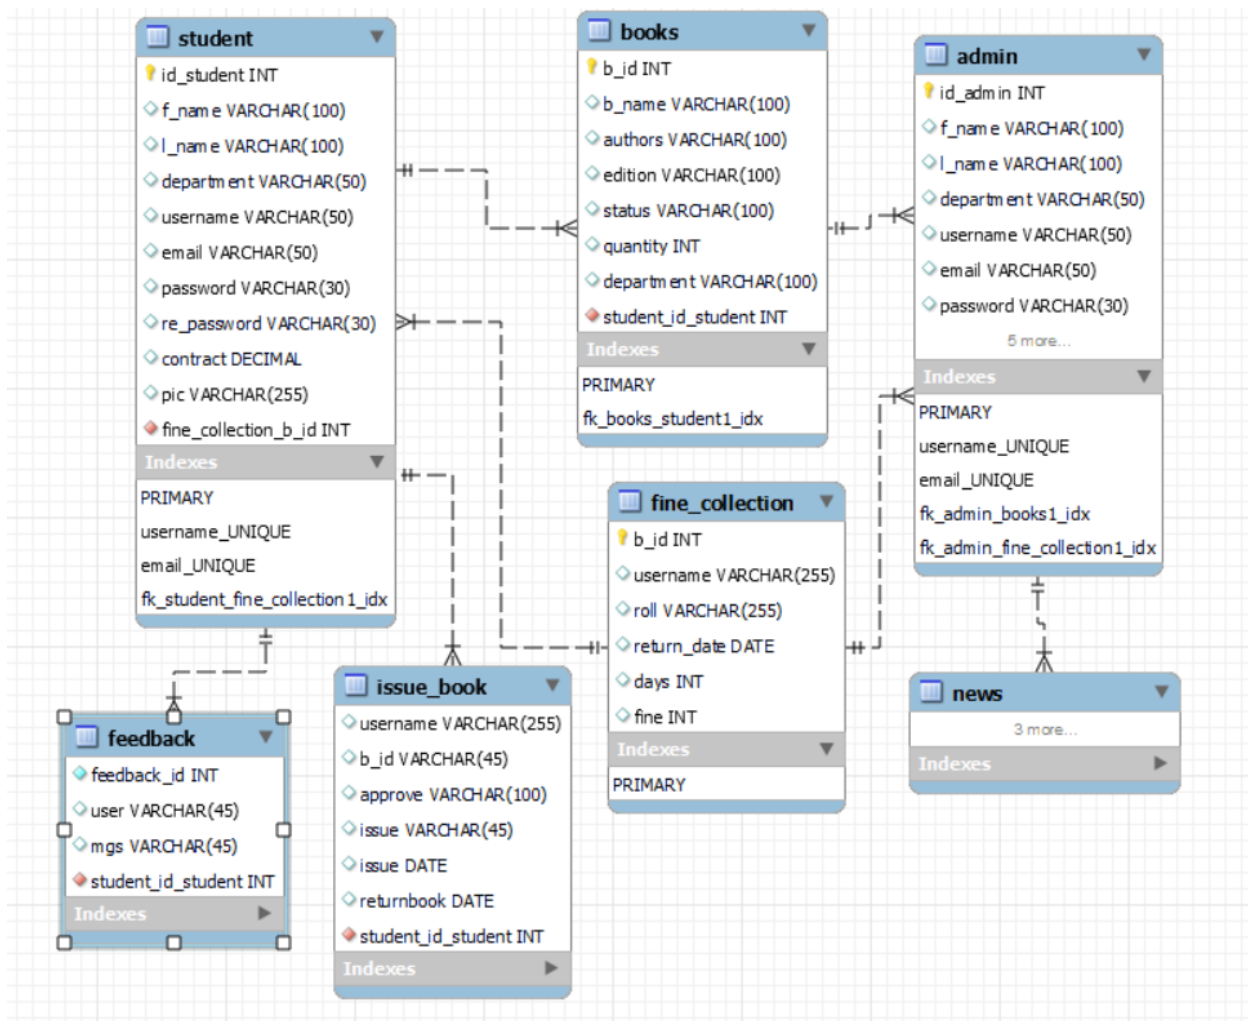 student
id_student INT
f_name VARCHAR(100)
l_name VARCHAR(100)
department VARCHAR(50)
username VARCHAR(50)
email VARCHAR(50)
password VARCHAR(30)
re_password VARCHAR(30)
contract DECIMAL
pic VARCHAR(255)
fine_collection_b_id INT
Indexes
PRIMARY
username_UNIQUE
email_UNIQUE
fk_student_fine_collection1_idx
books
b_id INT
b_name VARCHAR(100)
authors VARCHAR(100)
edition VARCHAR(100)
status VARCHAR(100)
quantity INT
department VARCHAR(100)
student_id_student INT
Indexes
PRIMARY
fk_books_student1_idx
admin
id_admin INT
f_name VARCHAR(100)
l_name VARCHAR(100)
department VARCHAR(50)
username VARCHAR(50)
email VARCHAR(50)
password VARCHAR(30)
5 more...
Indexes
PRIMARY
username_UNIQUE
email_UNIQUE
fk_admin_books1_idx
fk_admin_fine_collection1_idx
fine_collection
b_id INT
username VARCHAR(255)
roll VARCHAR(255)
return_date DATE
days INT
fine INT
Indexes
PRIMARY
feedback
feedback_id INT
user VARCHAR(45)
mgs VARCHAR(45)
student_id_student INT
Indexes
issue_book
username VARCHAR(255)
b_id VARCHAR(45)
approve VARCHAR(100)
issue VARCHAR(45)
issue DATE
returnbook DATE
student_id_student INT
Indexes
news
3 more...
Indexes